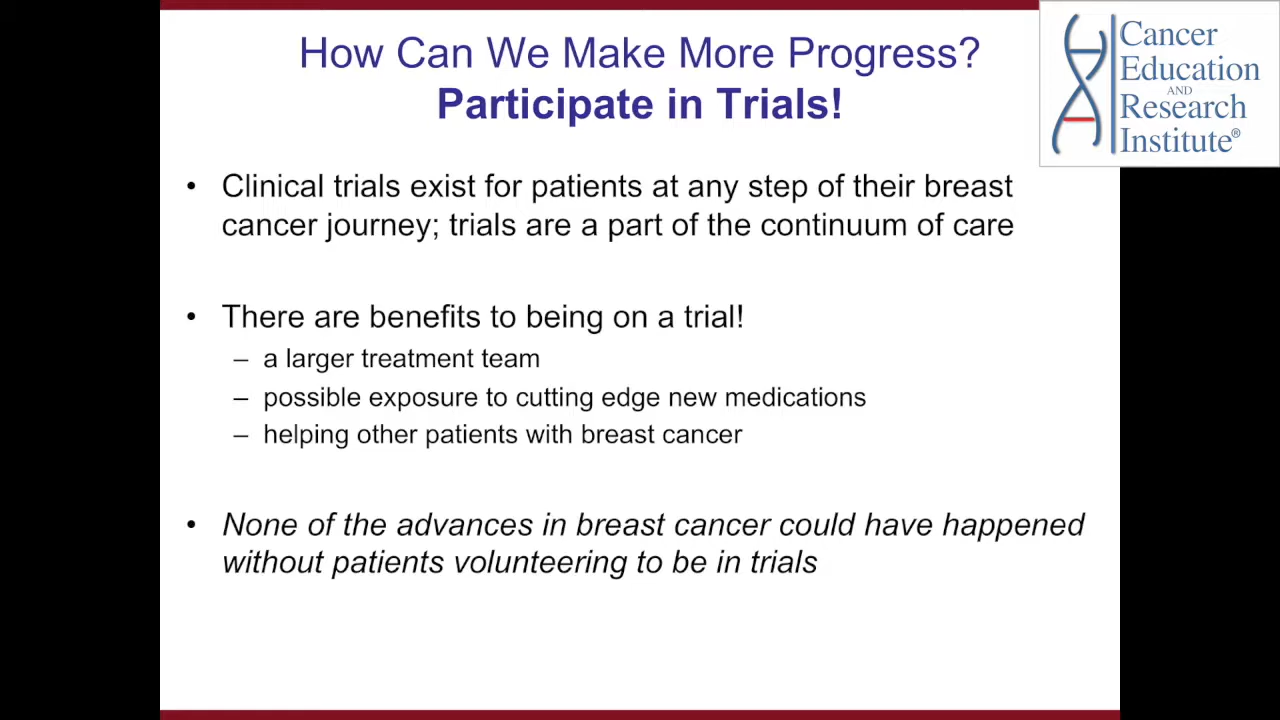 How Can We Make More Progress?
Participate in Trials!
Cancer
Education
AND
Research
Institute®
• Clinical trials exist for patients at any step of their breast
cancer journey; trials are a part of the continuum of care
• There are benefits to being on a trial!
– a larger treatment team
– possible exposure to cutting edge new medications
– helping other patients with breast cancer
• None of the advances in breast cancer could have happened
without patients volunteering to be in trials